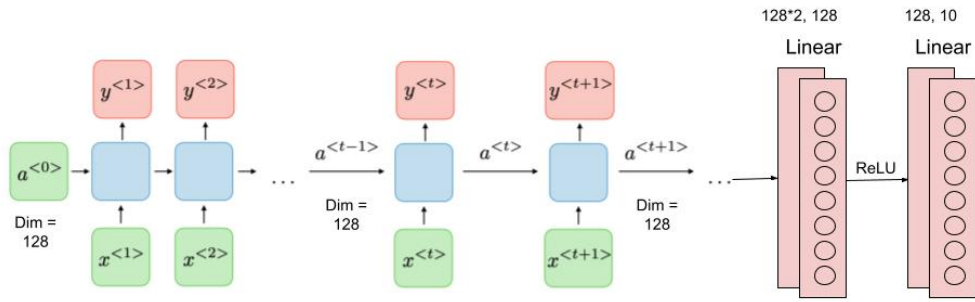 128*2, 128
128, 10
Linear
Linear
y^{<1>}
y^{<2>}
y^{<t>}
y^{<t+1>}
a^{<0>}
...
a^{<t-1>}
a^{<t>}
a^{<t+1>}
...
ReLU
Dim =
128
Dim =
128
Dim =
128
x^{<1>}
x^{<2>}
x^{<t>}
x^{<t+1>}